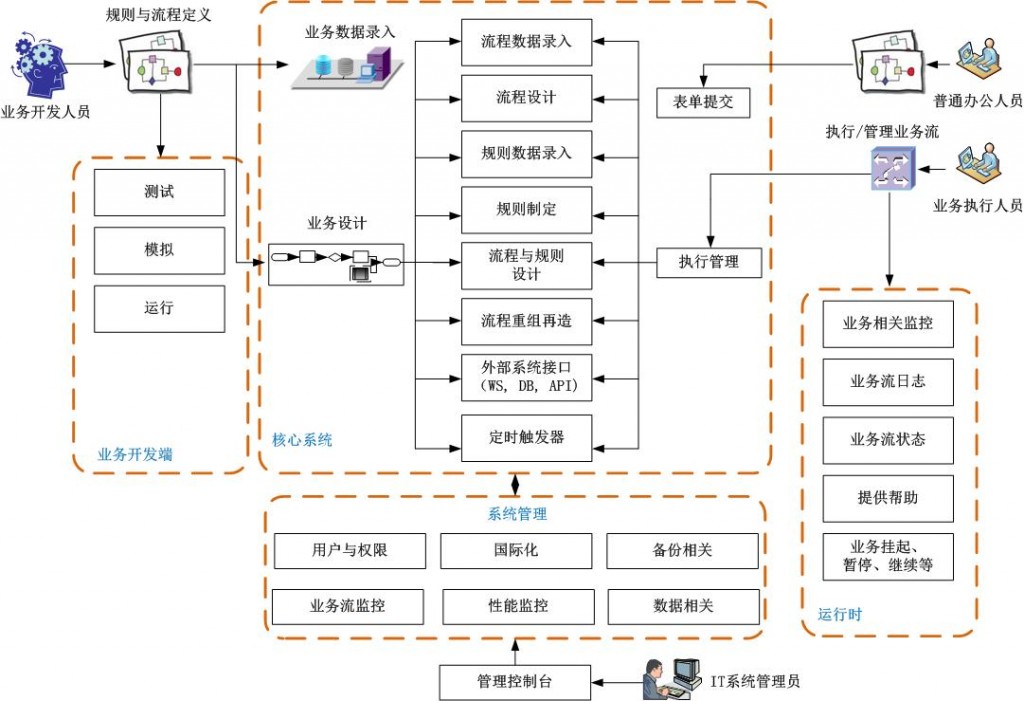 规则与流程定义
业务开发人员
测试
模拟
运行
业务开发端
业务数据录入
业务设计
核心系统
流程数据录入
流程设计
规则数据录入
规则制定
流程与规则
设计
流程重组再造
外部系统接口
(WS, DB, API)
定时触发器
表单提交
执行管理
普通办公人员
执行/管理业务流
业务执行人员
业务相关监控
业务流日志
业务流状态
提供帮助
业务挂起、
暂停、继续等
运行时
系统管理
用户与权限
国际化
备份相关
业务流监控
性能监控
数据相关
管理控制台
IT系统管理员